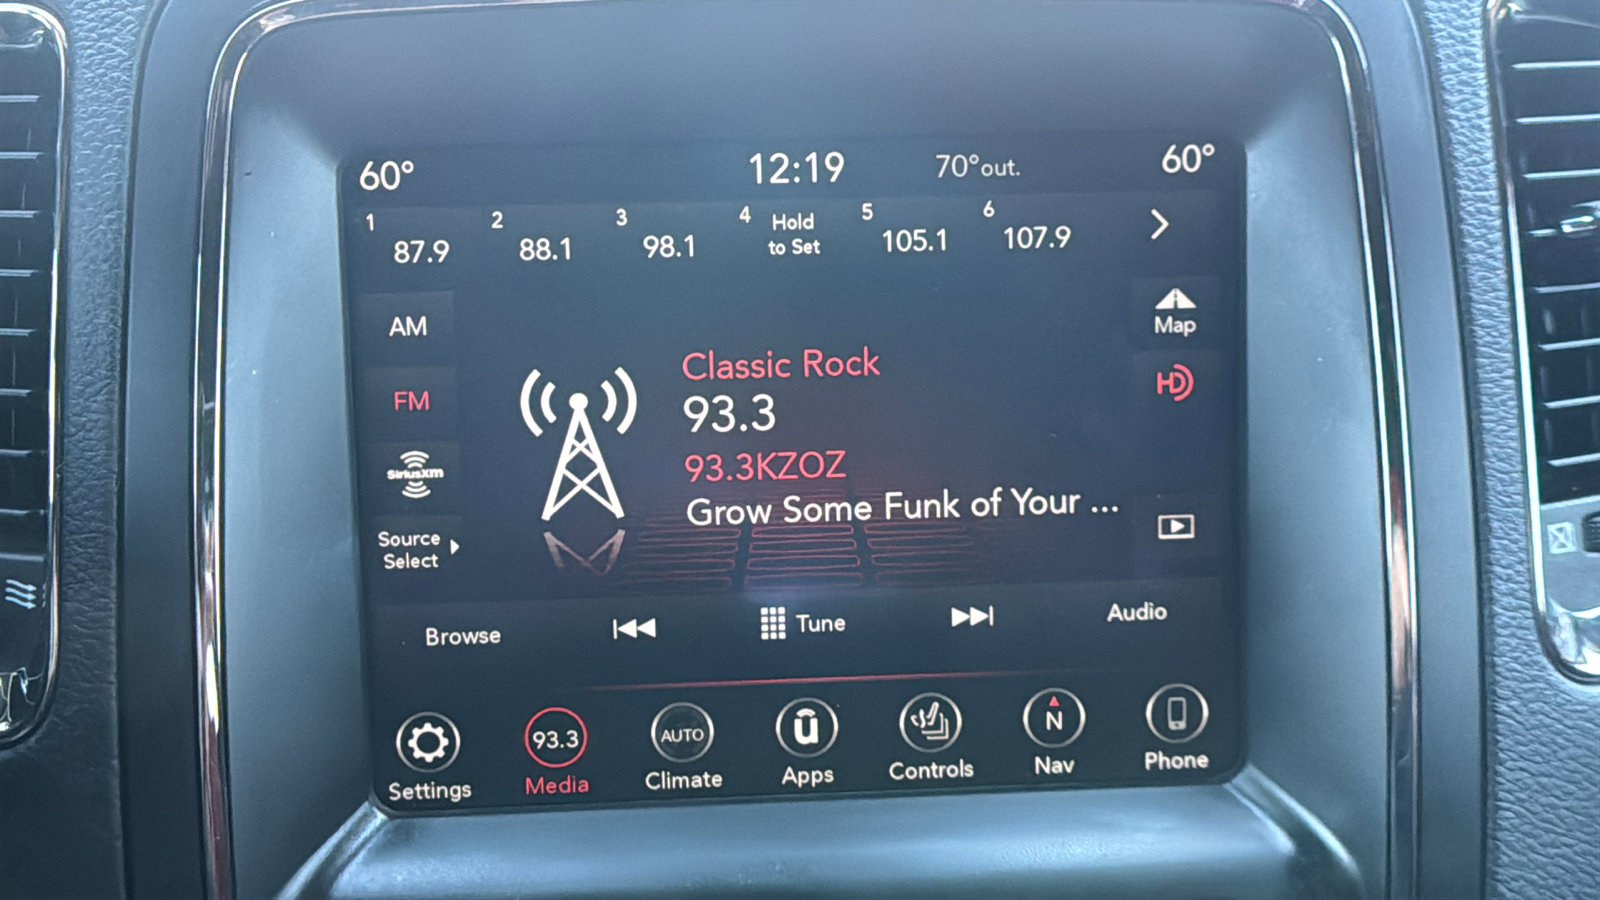 60° 12:19 70°out. 60°
1 87.9 2 88.1 3 98.1 4 Hold to Set 5 105.1 6 107.9
AM
Map
Classic Rock
HD
FM
93.3
93.3KZOZ
SiriusXM
Grow Some Funk of Your ...
Source
Select
Browse Tune Audio
93.3 AUTO ū N
Settings Media Climate Apps Controls Nav Phone